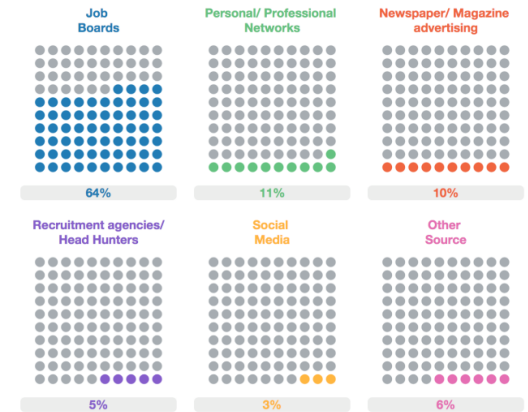 Job
Boards
Personal/ Professional
Networks
Newspaper/ Magazine
advertising
64%
11%
10%
Recruitment agencies/
Head Hunters
Social
Media
Other
Source
5%
3%
6%